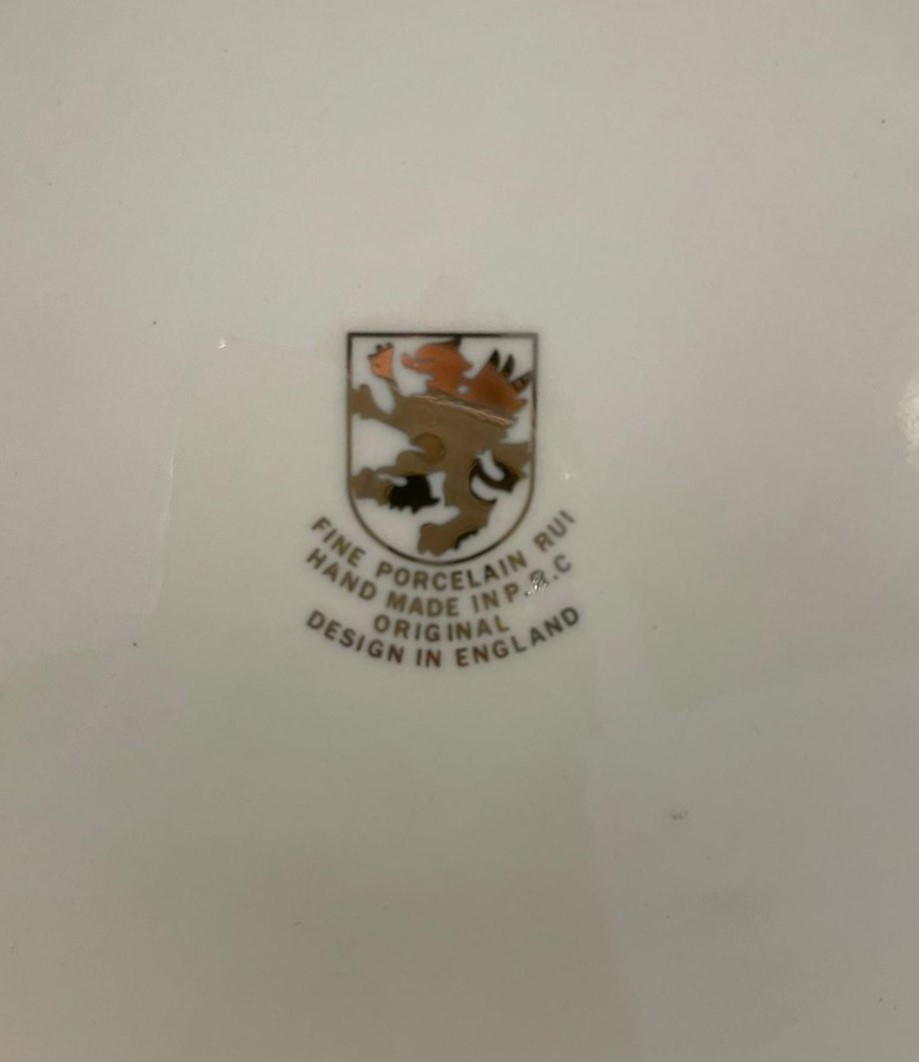 FINE PORCELAIN RUI
HAND MADE IN P.R.C
ORIGINAL
DESIGN IN ENGLAND